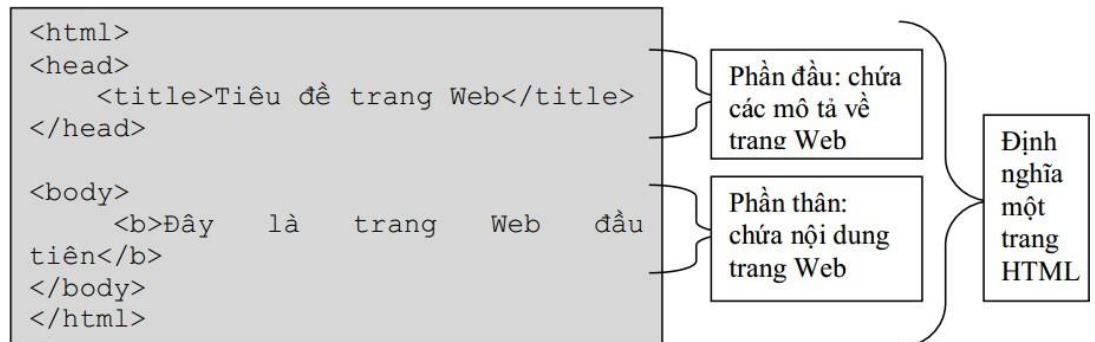 <html>
<head>
<title>Tiêu đề trang Web</title>
</head>
<body>
<b>Đây là trang Web đầu
tiên</b>
</body>
</html>
Phần đầu: chứa
các mô tả về
trang Web
Phần thân:
chứa nội dung
trang Web
Định
nghĩa
một
trang
HTML